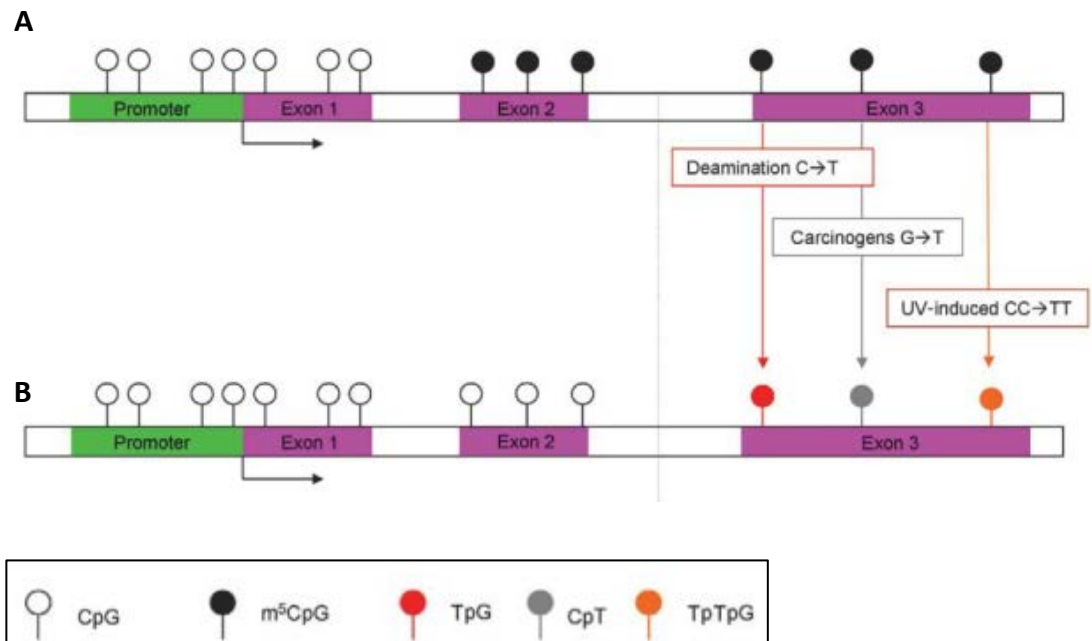 A
Promoter Exon 1 Exon 2 Exon 3
Deamination C→T
Carcinogens G→T
UV-induced CC→TT
B
Promoter Exon 1 Exon 2 Exon 3
CpG m⁵CpG TpG CpT TpTpG